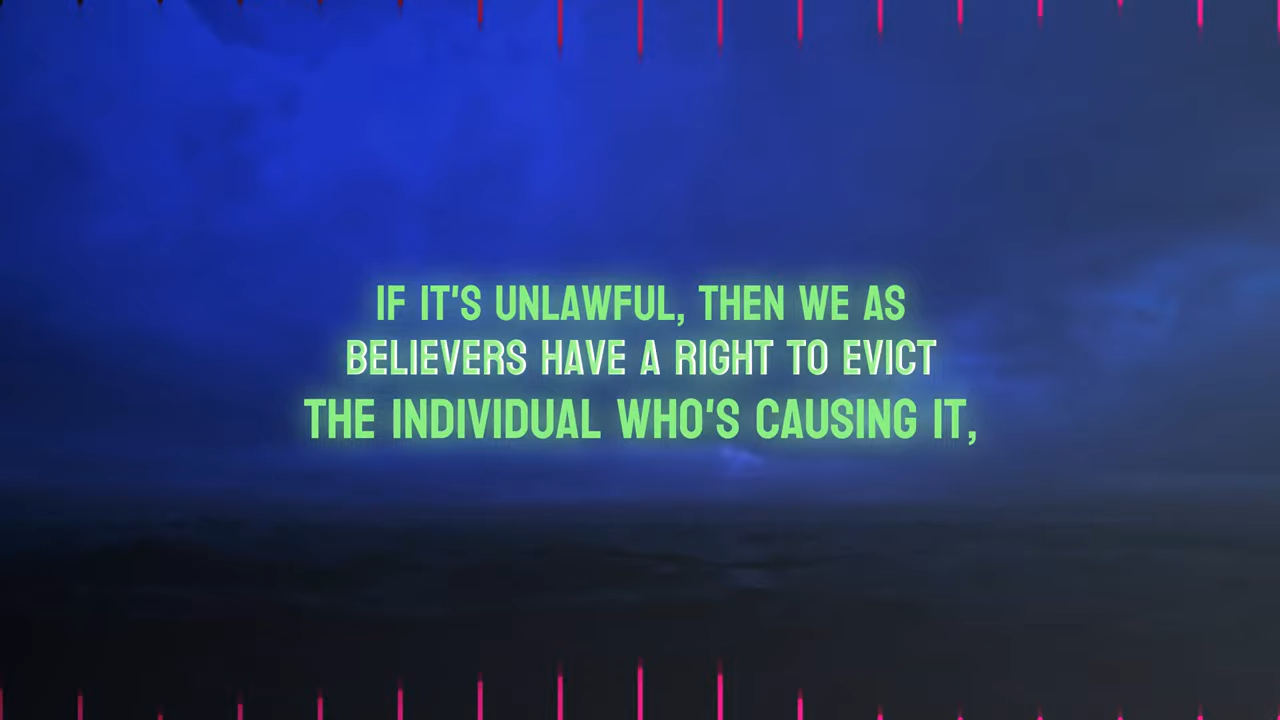 IF IT'S UNLAWFUL, THEN WE AS
BELIEVERS HAVE A RIGHT TO EVICT
THE INDIVIDUAL WHO'S CAUSING IT,